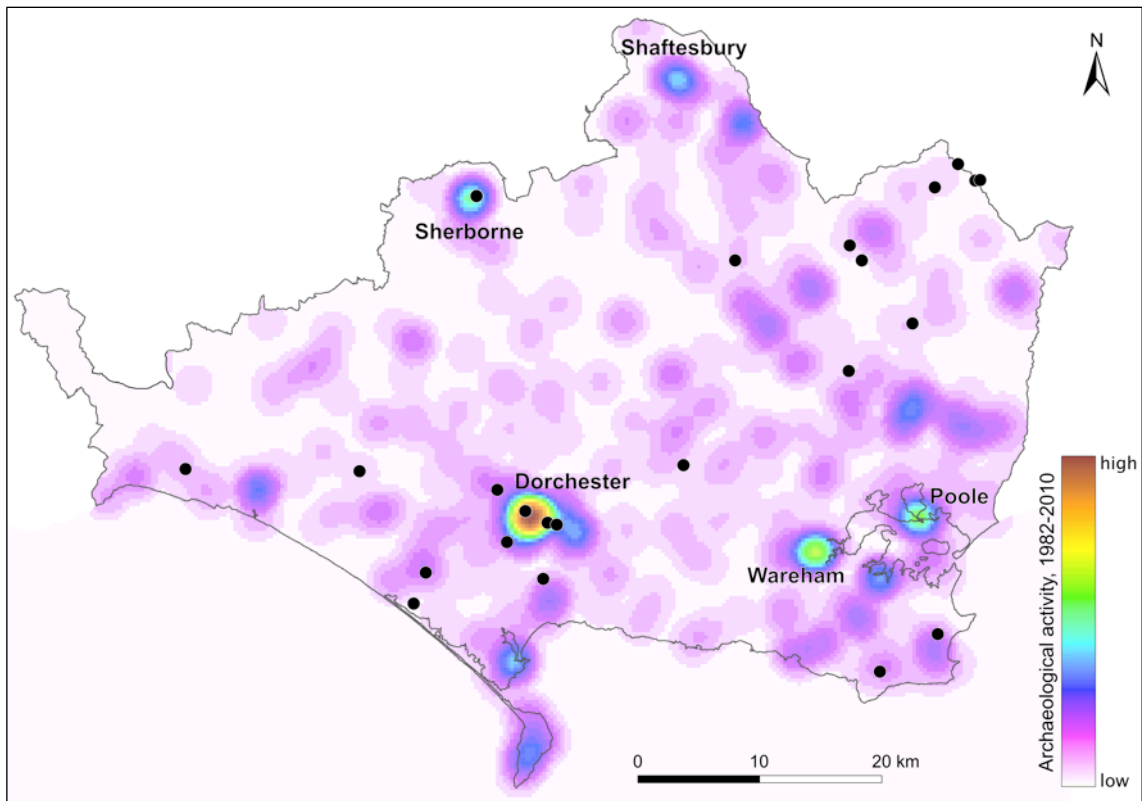 Shaftesbury
N
Sherborne
Dorchester
Poole
Wareham
high
Archaeological activity, 1982-2010
low
0 10 20 km